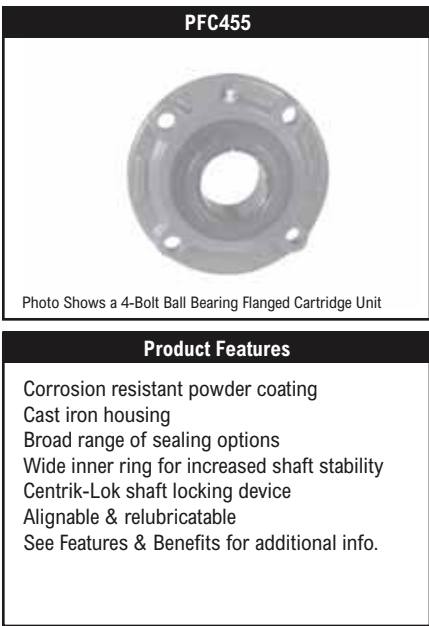 PFC455
Photo Shows a 4-Bolt Ball Bearing Flanged Cartridge Unit
Product Features
Corrosion resistant powder coating
Cast iron housing
Broad range of sealing options
Wide inner ring for increased shaft stability
Centrik-Lok shaft locking device
Alignable & relubricatable
See Features & Benefits for additional info.